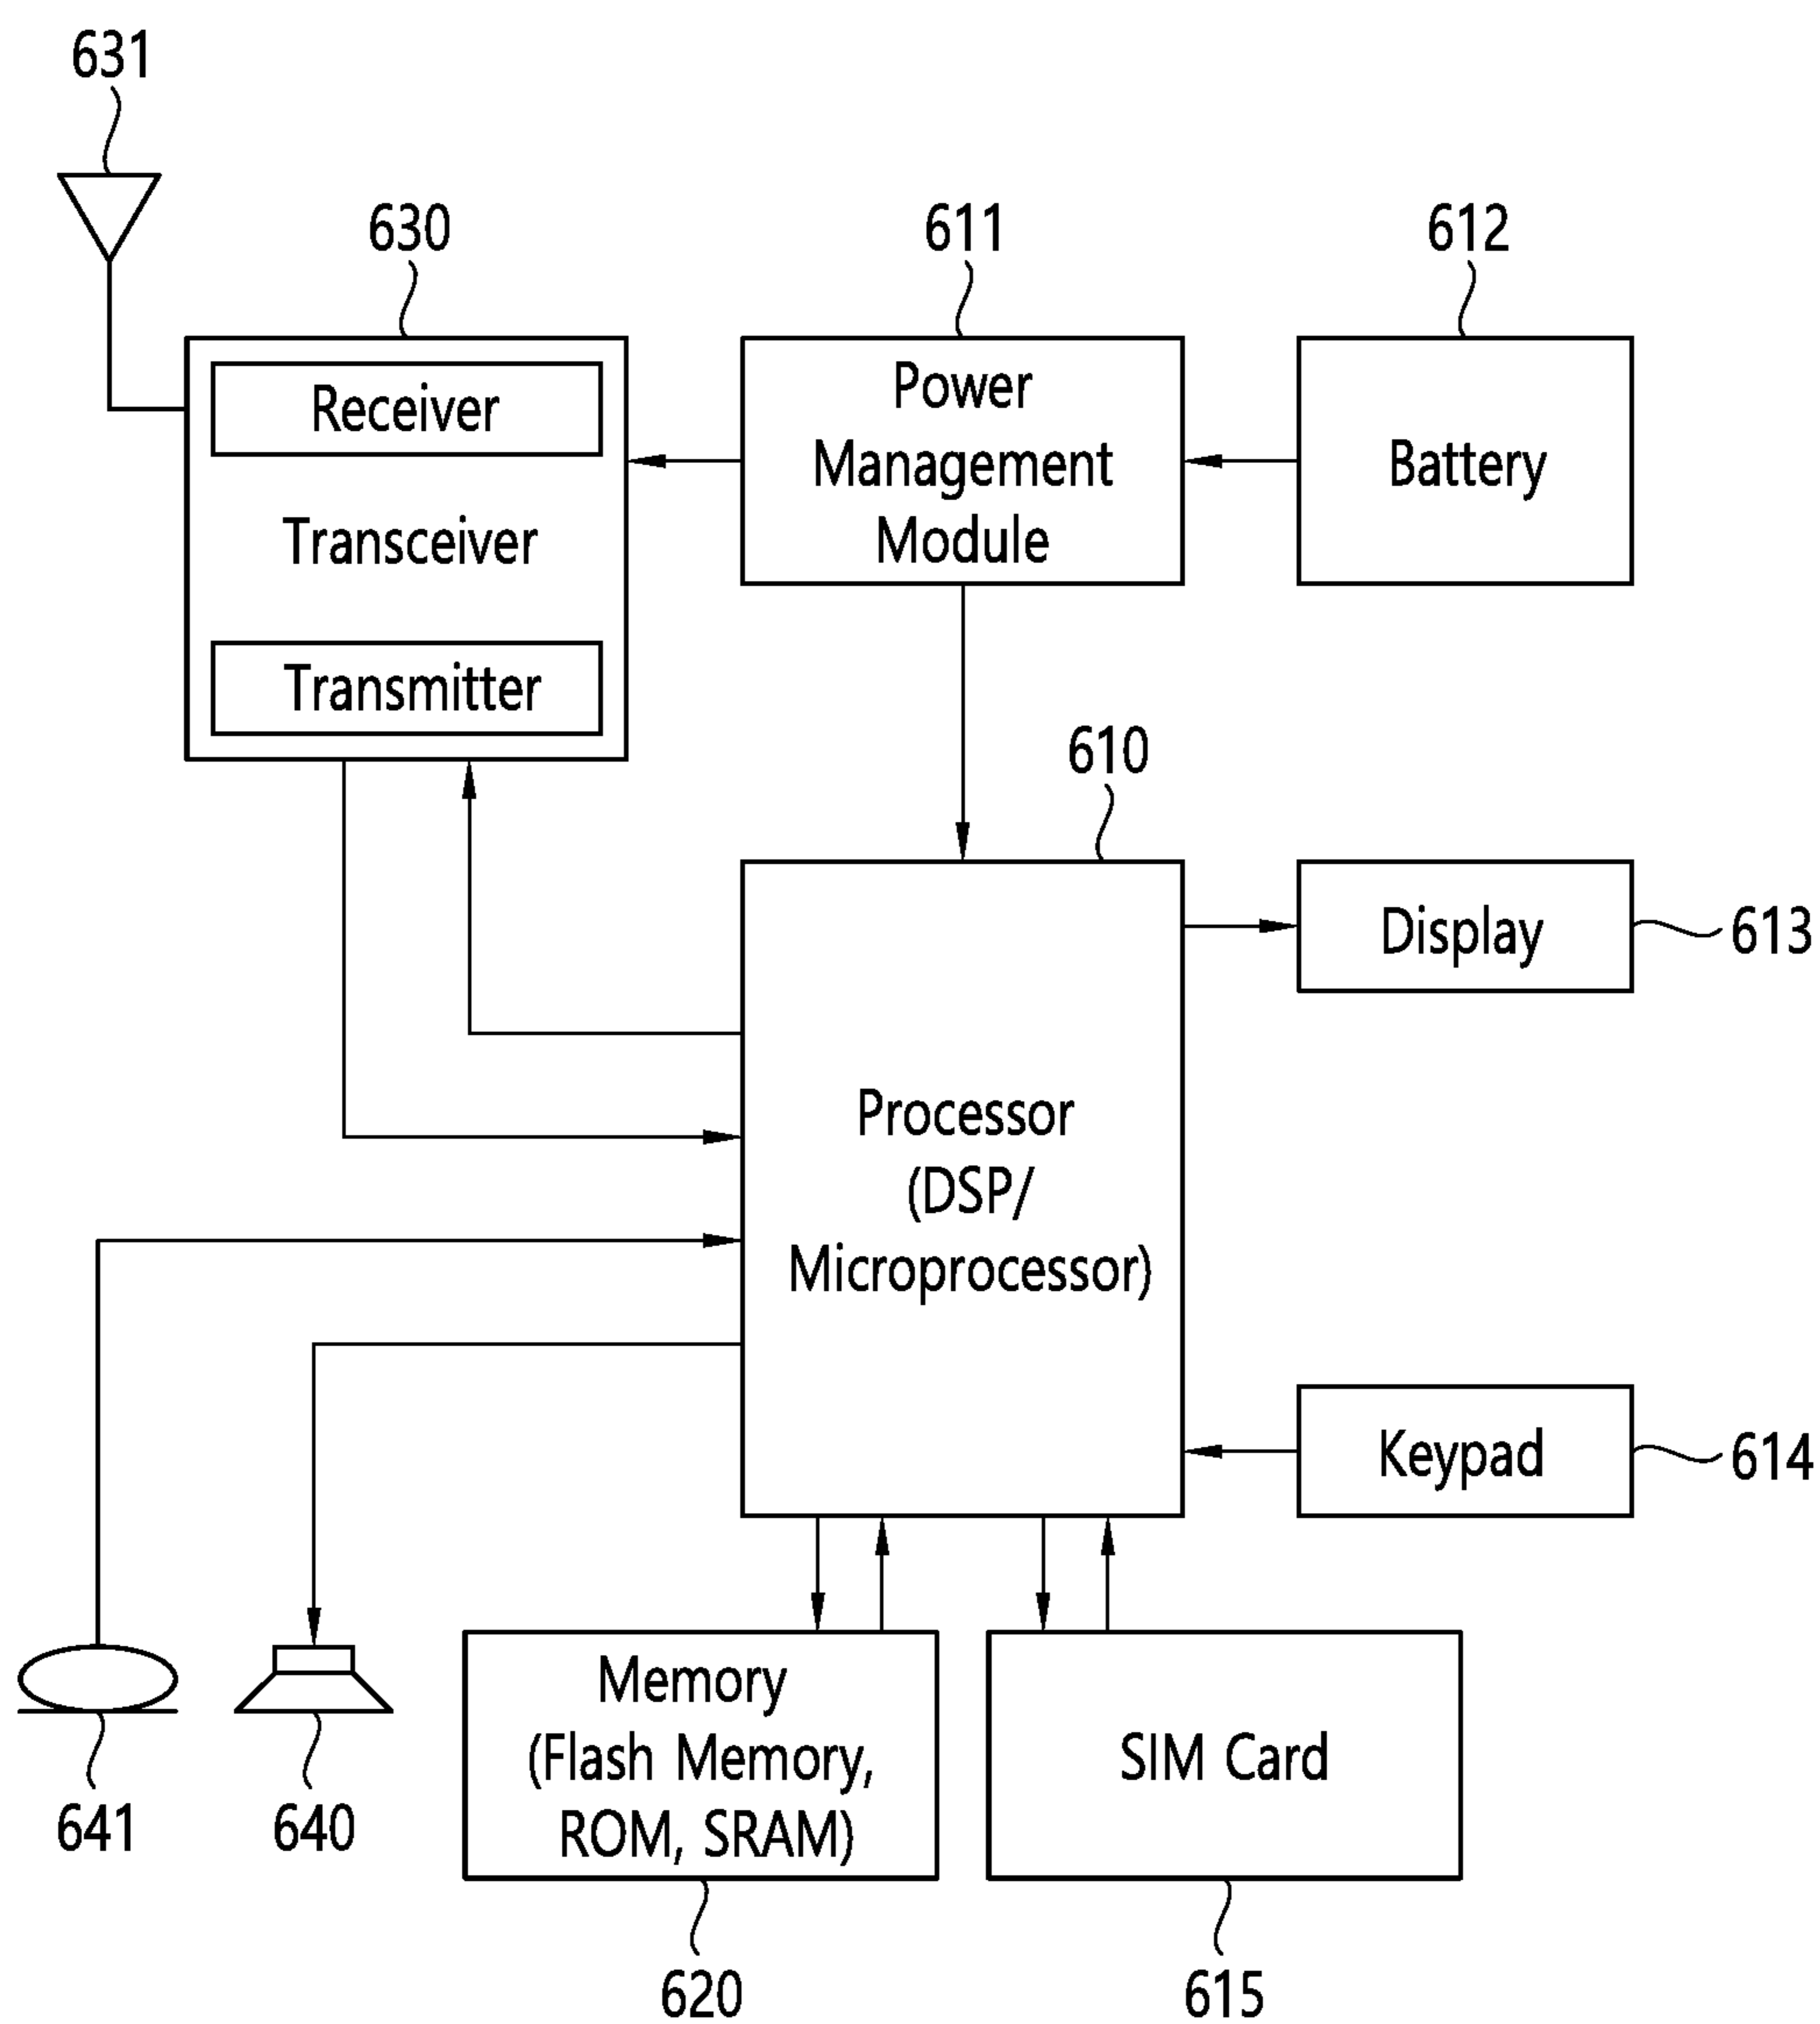 631
630
611
612
Receiver
Transceiver
Transmitter
Power
Management
Module
Battery
610
Display
613
Processor
(DSP/
Microprocessor)
Keypad
614
Memory
(Flash Memory,
ROM, SRAM)
SIM Card
641
640
620
615